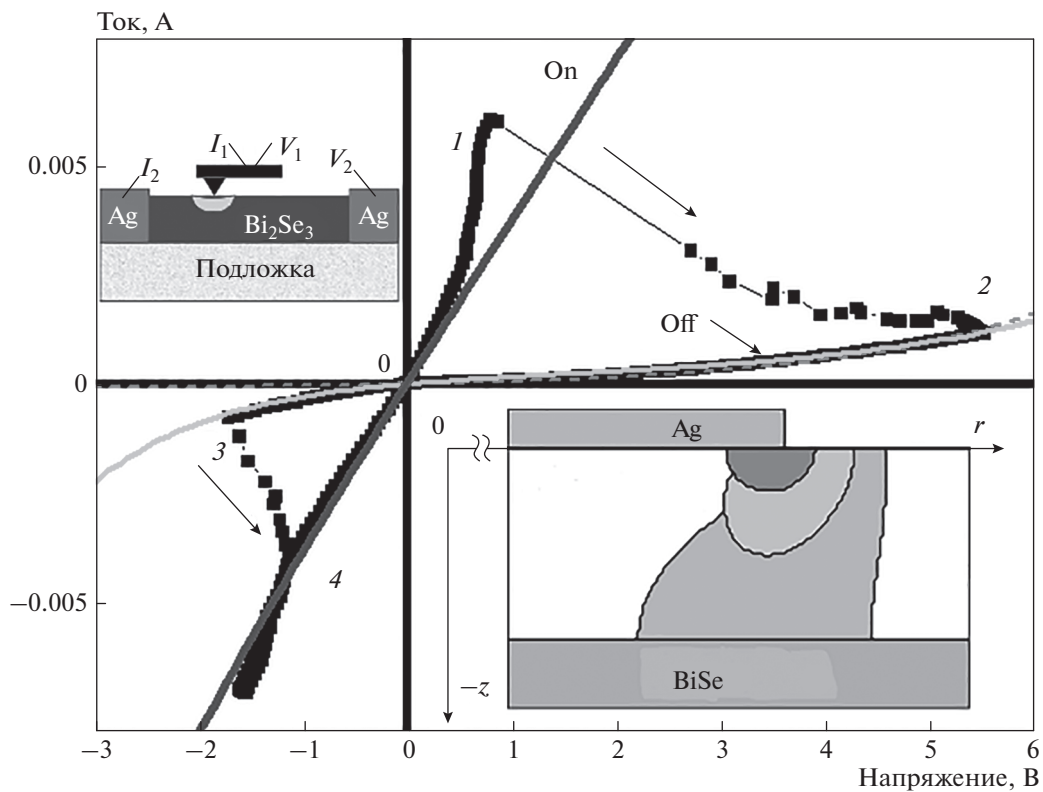 Ток, А
On
1
0.005
I₁
V₁
I₂
V₂
Ag
Ag
Bi₂Se₃
Подложка
2
Off
0
0
3
4
−0.005
0
r
Ag
BiSe
−z
−3
−2
−1
0
1
2
3
4
5
6
Напряжение, В